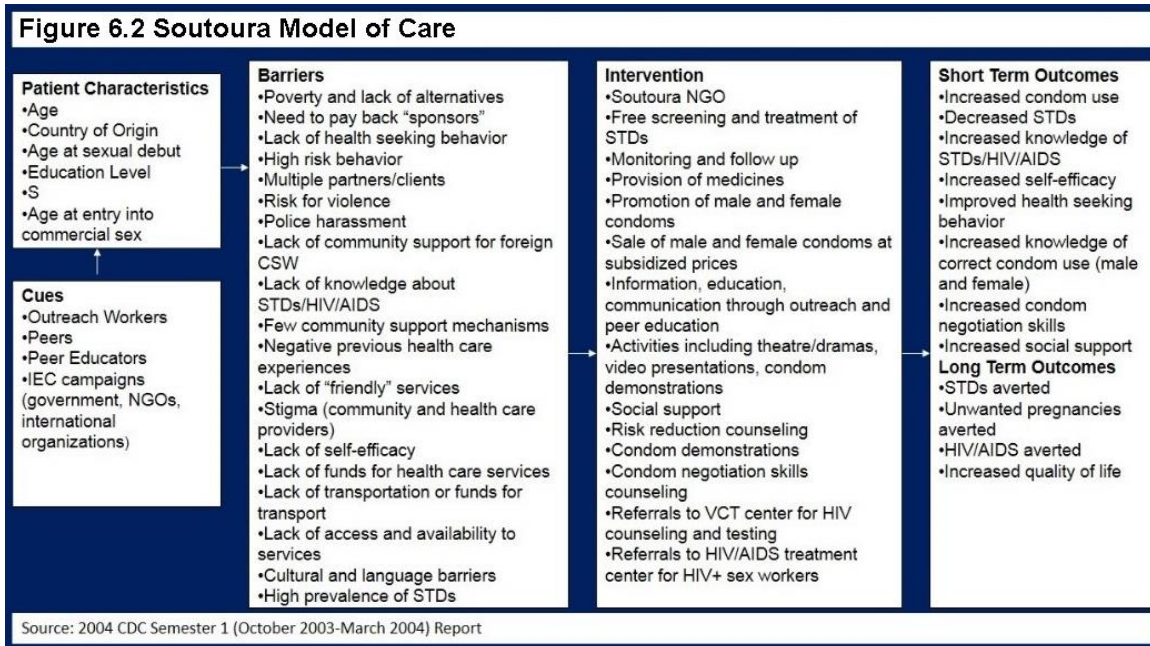 Figure 6.2 Soutoura Model of Care
Patient Characteristics
•Age
•Country of Origin
•Age at sexual debut
•Education Level
•S
•Age at entry into
commercial sex
Cues
•Outreach Workers
•Peers
•Peer Educators
•IEC campaigns
(government, NGOs,
international
organizations)
Barriers
•Poverty and lack of alternatives
•Need to pay back “sponsors”
•Lack of health seeking behavior
•High risk behavior
•Multiple partners/clients
•Risk for violence
•Police harassment
•Lack of community support for foreign
CSW
•Lack of knowledge about
STDs/HIV/AIDS
•Few community support mechanisms
•Negative previous health care
experiences
•Lack of “friendly” services
•Stigma (community and health care
providers)
•Lack of self-efficacy
•Lack of funds for health care services
•Lack of transportation or funds for
transport
•Lack of access and availability to
services
•Cultural and language barriers
•High prevalence of STDs
Intervention
•Soutoura NGO
•Free screening and treatment of
STDs
•Monitoring and follow up
•Provision of medicines
•Promotion of male and female
condoms
•Sale of male and female condoms at
subsidized prices
•Information, education,
communication through outreach and
peer education
•Activities including theatre/dramas,
video presentations, condom
demonstrations
•Social support
•Risk reduction counseling
•Condom demonstrations
•Condom negotiation skills
counseling
•Referrals to VCT center for HIV
counseling and testing
•Referrals to HIV/AIDS treatment
center for HIV+ sex workers
Short Term Outcomes
•Increased condom use
•Decreased STDs
•Increased knowledge of
STDs/HIV/AIDS
•Increased self-efficacy
•Improved health seeking
behavior
•Increased knowledge of
correct condom use (male
and female)
•Increased condom
negotiation skills
•Increased social support
Long Term Outcomes
•STDs averted
•Unwanted pregnancies
averted
•HIV/AIDS averted
•Increased quality of life
Source: 2004 CDC Semester 1 (October 2003-March 2004) Report